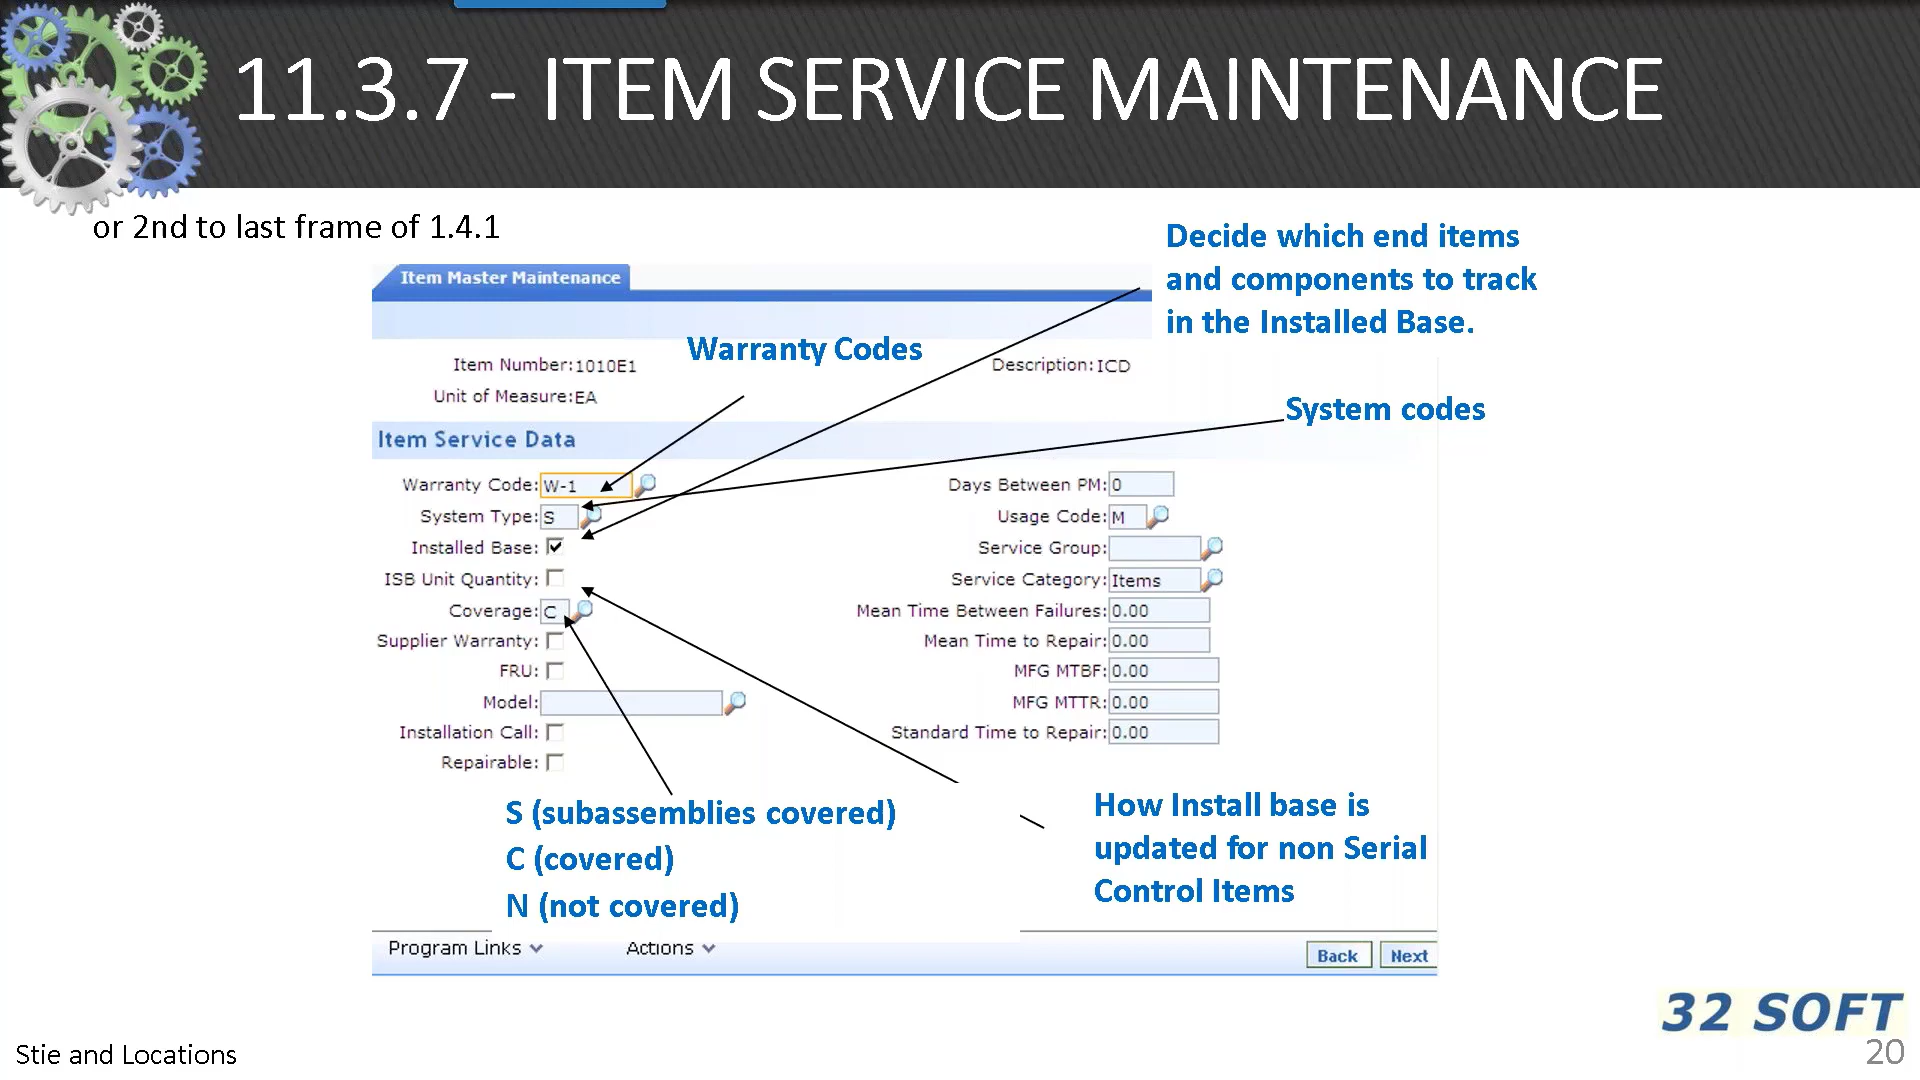 11.3.7 - ITEM SERVICE MAINTENANCE
or 2nd to last frame of 1.4.1
Decide which end items
and components to track
in the Installed Base.
Item Master Maintenance
Warranty Codes
Item Number:1010E1
Description:ICD
Unit of Measure:EA
System codes
Item Service Data
Warranty Code:W-1
System Type:S
Installed Base:
ISB Unit Quantity:
Coverage:C
Supplier Warranty:
FRU:
Model:
Installation Call:
Repairable:
Days Between PM:0
Usage Code:M
Service Group:
Service Category:Items
Mean Time Between Failures:0.00
Mean Time to Repair:0.00
MFG MTBF:0.00
MFG MTTR:0.00
Standard Time to Repair:0.00
S (subassemblies covered)
C (covered)
N (not covered)
How Install base is
updated for non Serial
Control Items
Program Links
Actions
Back
Next
32 SOFT
Stie and Locations
20